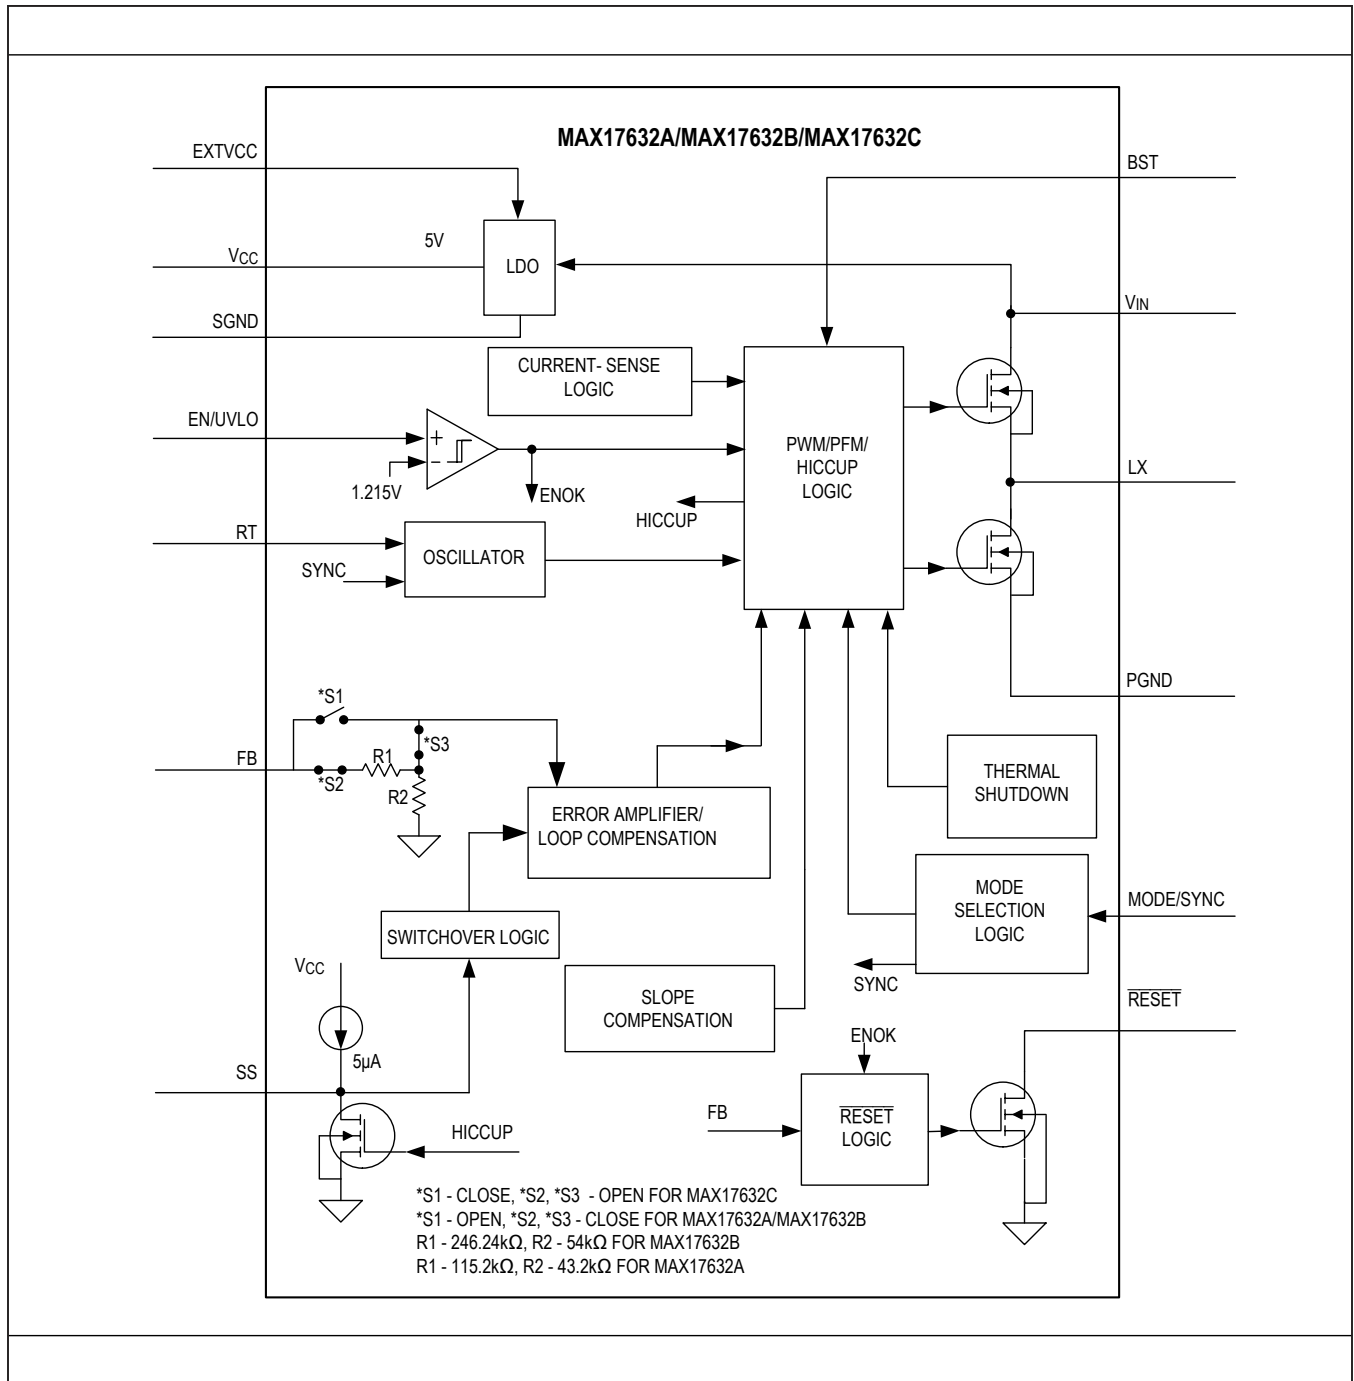 MAX17632A/MAX17632B/MAX17632C
EXTVCC
BST
5V
VCC
LDO
VIN
SGND
CURRENT- SENSE
LOGIC
EN/UVLO
+
-
1.215V
ENOK
PWM/PFM/
HICCUP
LOGIC
LX
HICCUP
RT
SYNC
OSCILLATOR
PGND
*S1
*S3
FB
*S2
R1
R2
THERMAL
SHUTDOWN
ERROR AMPLIFIER/
LOOP COMPENSATION
MODE
SELECTION
LOGIC
MODE/SYNC
SWITCHOVER LOGIC
SYNC
VCC
SLOPE
COMPENSATION
RESET
5µA
SS
ENOK
FB
RESET
LOGIC
HICCUP
*S1 - CLOSE, *S2, *S3 - OPEN FOR MAX17632C
*S1 - OPEN, *S2, *S3 - CLOSE FOR MAX17632A/MAX17632B
R1 - 246.24kΩ, R2 - 54kΩ FOR MAX17632B
R1 - 115.2kΩ, R2 - 43.2kΩ FOR MAX17632A